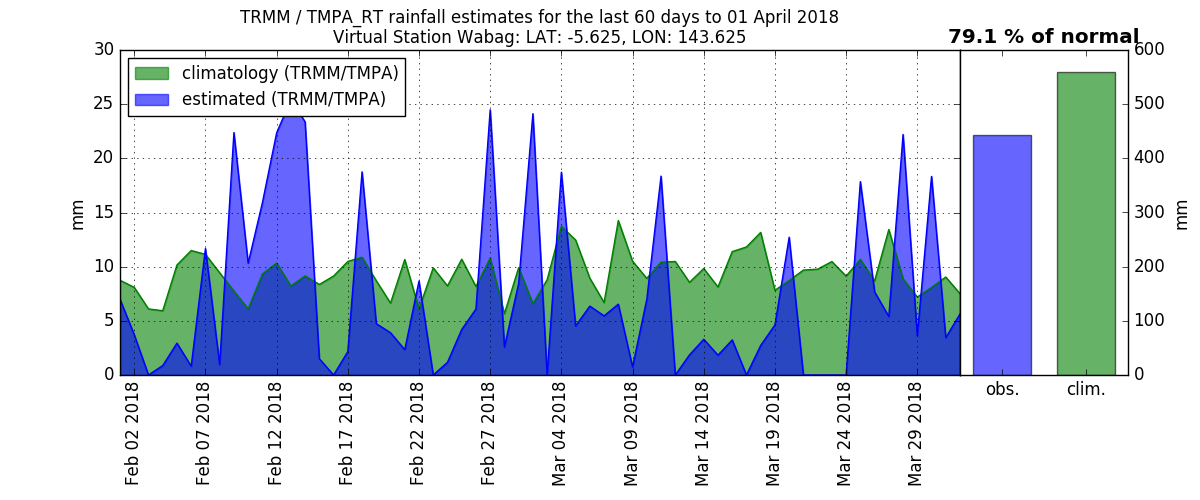 TRMM / TMPA_RT rainfall estimates for the last 60 days to 01 April 2018
Virtual Station Wabag: LAT: -5.625, LON: 143.625
79.1 % of normal
climatology (TRMM/TMPA)
estimated (TRMM/TMPA)
30
25
20
15
10
5
0
mm
Feb 02 2018
Feb 07 2018
Feb 12 2018
Feb 17 2018
Feb 22 2018
Feb 27 2018
Mar 04 2018
Mar 09 2018
Mar 14 2018
Mar 19 2018
Mar 24 2018
Mar 29 2018
obs.
clim.
600
500
400
300
200
100
0
mm